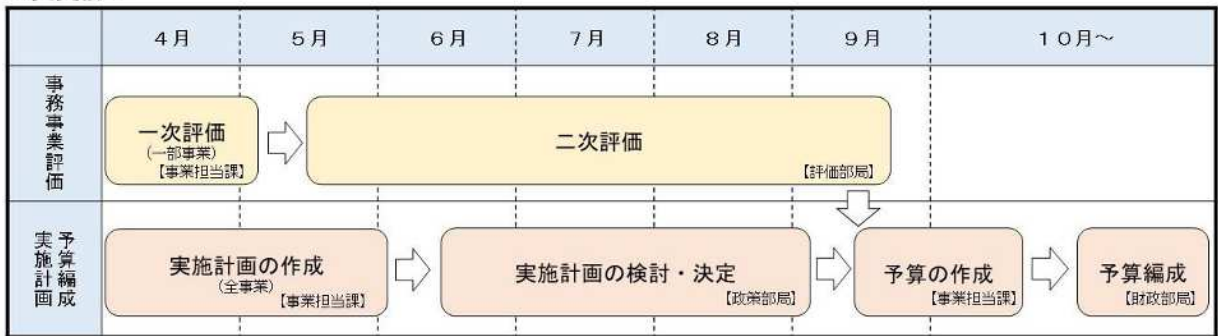 4月
5月
6月
7月
8月
9月
10月～
事務事業評価
一次評価
(一部事業)
【事業担当課】
二次評価
【評価部局】
予算編成
実施計画
実施計画の作成
(全事業)
【事業担当課】
実施計画の検討・決定
【政策部局】
予算の作成
【事業担当課】
予算編成
【財政部局】